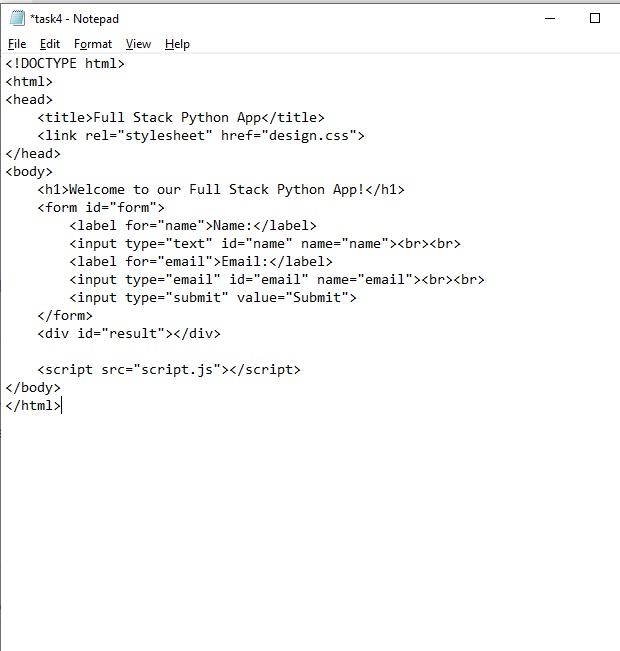 *task4 - Notepad
File Edit Format View Help
<!DOCTYPE html>
<html>
<head>
    <title>Full Stack Python App</title>
    <link rel="stylesheet" href="design.css">
</head>
<body>
    <h1>Welcome to our Full Stack Python App!</h1>
    <form id="form">
        <label for="name">Name:</label>
        <input type="text" id="name" name="name"><br><br>
        <label for="email">Email:</label>
        <input type="email" id="email" name="email"><br><br>
        <input type="submit" value="Submit">
    </form>
    <div id="result"></div>

    <script src="script.js"></script>
</body>
</html>